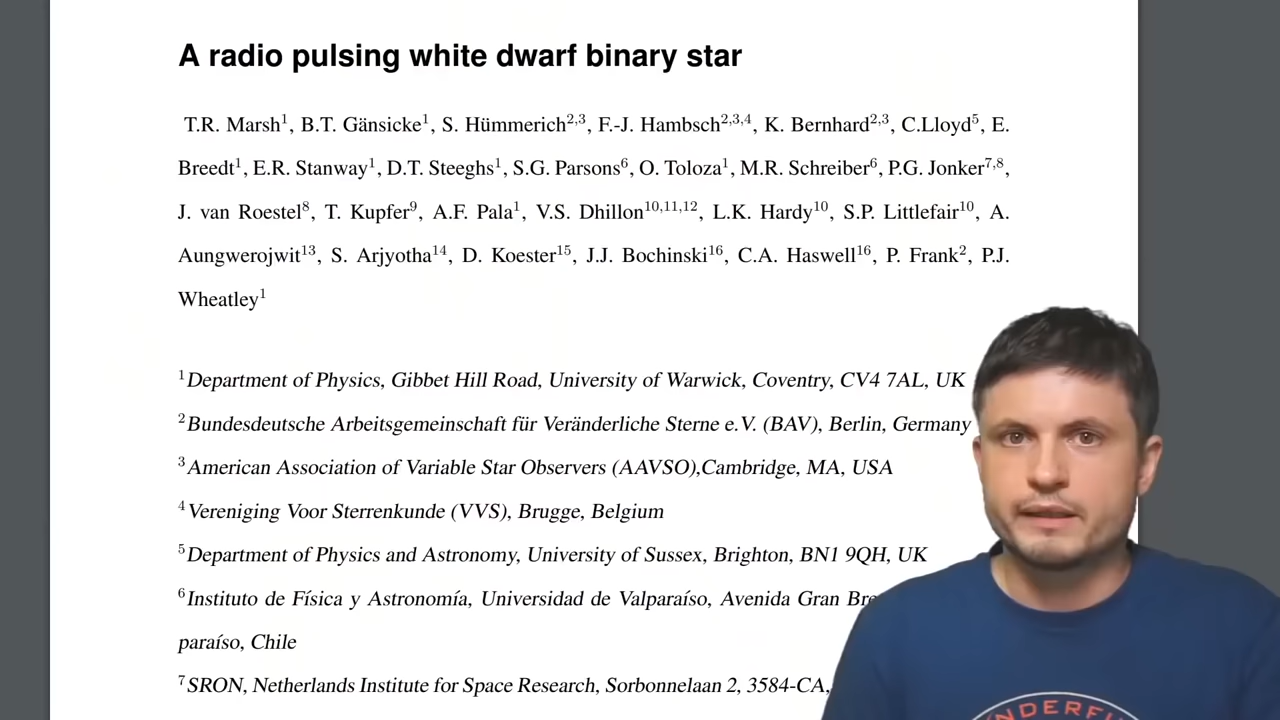 A radio pulsing white dwarf binary star
T.R. Marsh¹, B.T. Gänsicke¹, S. Hümmerich²,³, F.-J. Hambsch²,³,⁴, K. Bernhard²,³, C.Lloyd⁵, E.
Breedt¹, E.R. Stanway¹, D.T. Steeghs¹, S.G. Parsons⁶, O. Toloza¹, M.R. Schreiber⁶, P.G. Jonker⁷,⁸,
J. van Roestel⁸, T. Kupfer⁹, A.F. Pala¹, V.S. Dhillon¹⁰,¹¹,¹², L.K. Hardy¹⁰, S.P. Littlefair¹⁰, A.
Aungwerojwit¹³, S. Arjyotha¹⁴, D. Koester¹⁵, J.J. Bochinski¹⁶, C.A. Haswell¹⁶, P. Frank², P.J.
Wheatley¹
¹Department of Physics, Gibbet Hill Road, University of Warwick, Coventry, CV4 7AL, UK
²Bundesdeutsche Arbeitsgemeinschaft für Veränderliche Sterne e.V. (BAV), Berlin, Germany
³American Association of Variable Star Observers (AAVSO),Cambridge, MA, USA
⁴Vereniging Voor Sterrenkunde (VVS), Brugge, Belgium
⁵Department of Physics and Astronomy, University of Sussex, Brighton, BN1 9QH, UK
⁶Instituto de Física y Astronomía, Universidad de Valparaíso, Avenida Gran
paraíso, Chile
⁷SRON, Netherlands Institute for Space Research, Sorbonnelaan 2, 3584-CA,